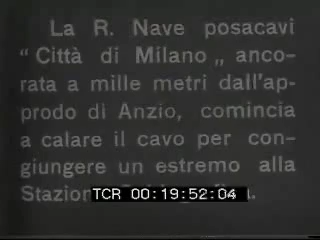 La R. Nave posacavi
“Città di Milano„ anco-
rata a mille metri dall'ap-
prodo di Anzio, comincia
a calare il cavo per con-
giungere un estremo alla
TCR 00:19:52:04